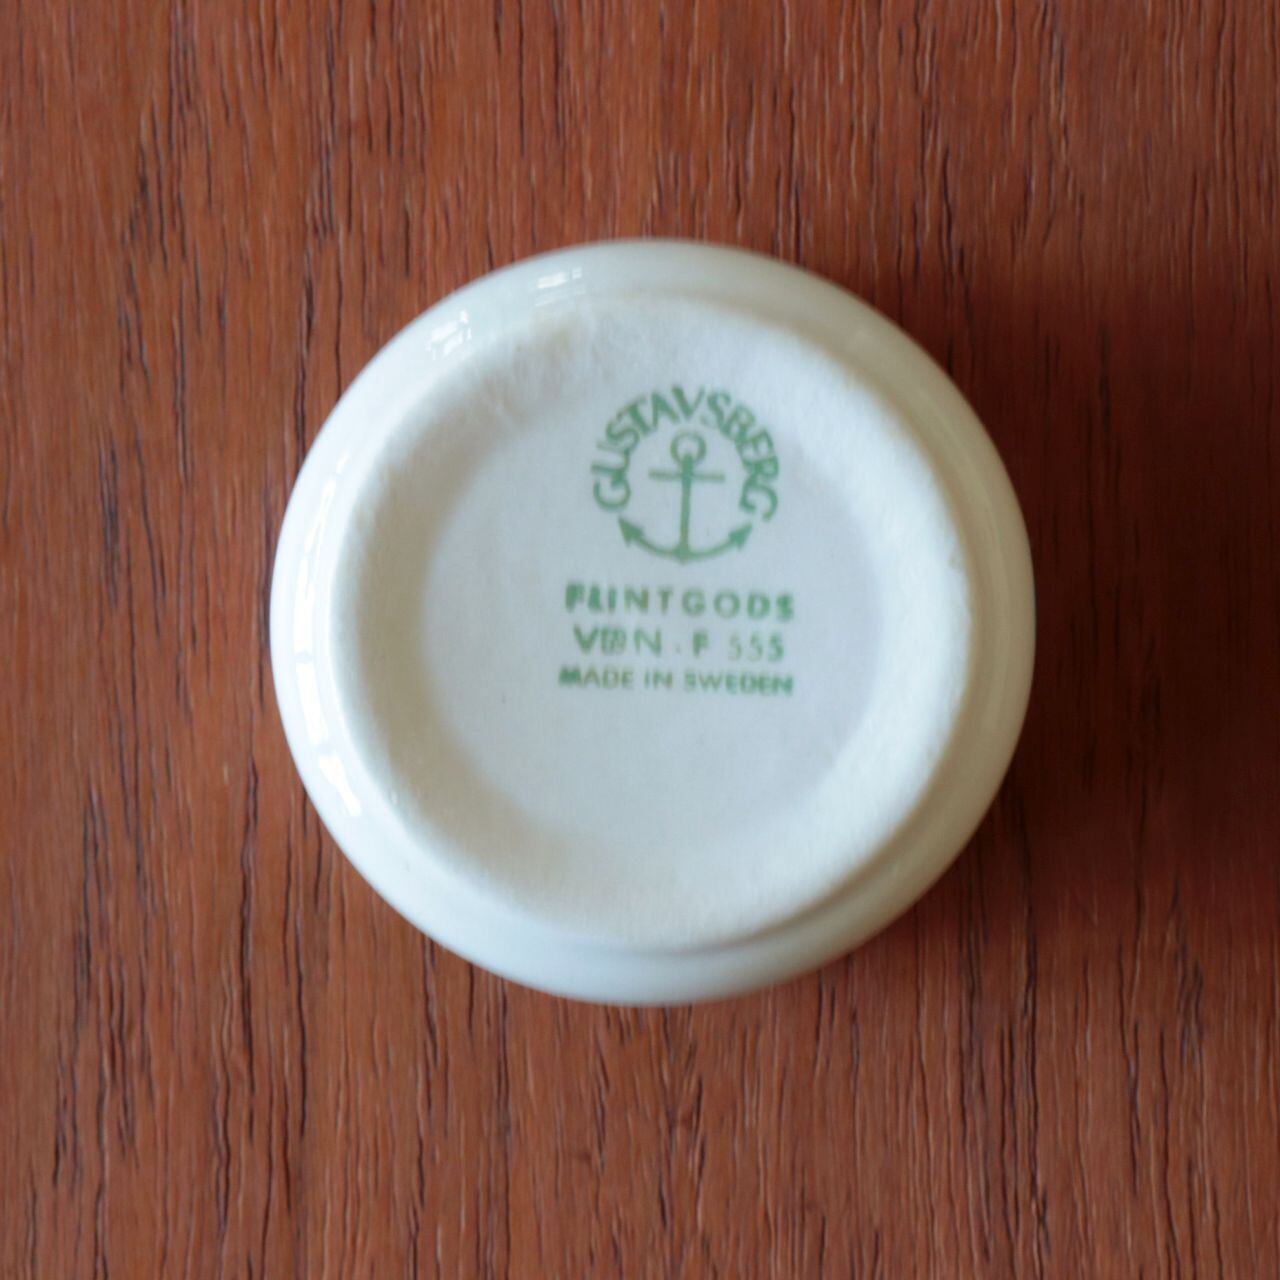 GUSTAVSBERG
FLINTGODS
VDN · F 555
MADE IN SWEDEN